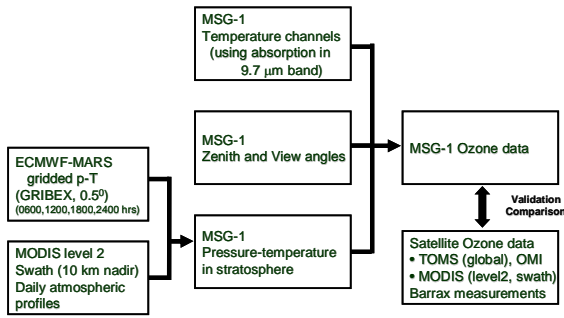 MSG-1
Temperature channels
(using absorption in
9.7 μm band)
MSG-1
Zenith and View angles
ECMWF-MARS
gridded p-T
(GRIBEX, 0.5⁰)
(0600,1200,1800,2400 hrs)
MODIS level 2
Swath (10 km nadir)
Daily atmospheric
profiles
MSG-1
Pressure-temperature
in stratosphere
MSG-1 Ozone data
Validation
Comparison
Satellite Ozone data
• TOMS (global), OMI
• MODIS (level2, swath)
Barrax measurements